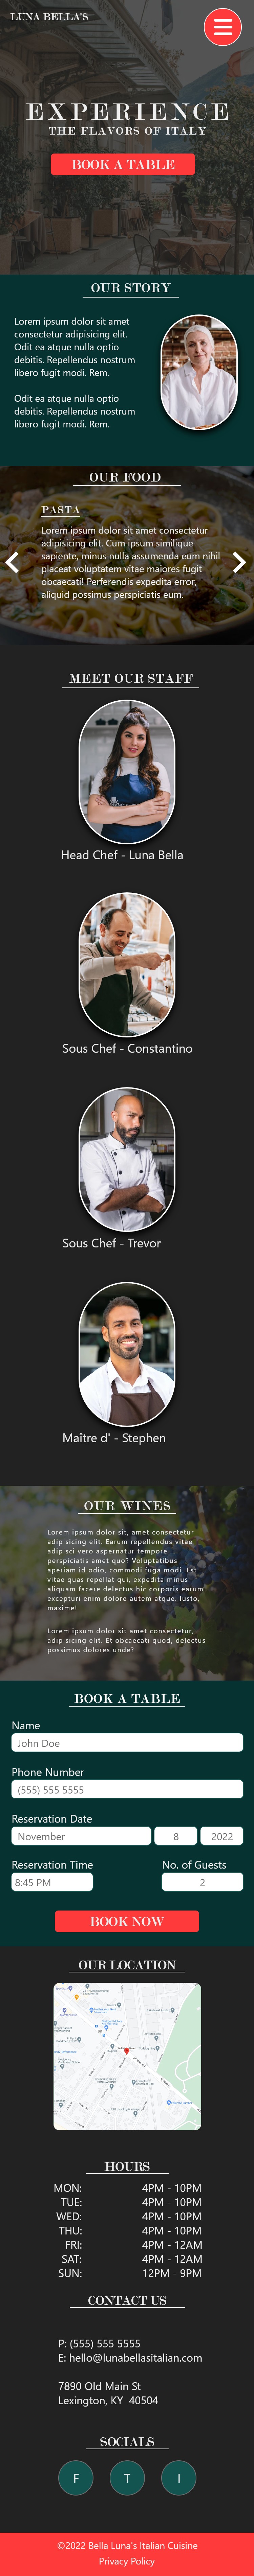 LUNA BELLA'S
EXPERIENCE
THE FLAVORS OF ITALY
BOOK A TABLE
OUR STORY
Lorem ipsum dolor sit amet
consectetur adipisicing elit.
Odit ea atque nulla optio
debitis. Repellendus nostrum
libero fugit modi. Rem.
Odit ea atque nulla optio
debitis. Repellendus nostrum
libero fugit modi. Rem.
OUR FOOD
PASTA
Lorem ipsum dolor sit amet consectetur
adipisicing elit. Cum ipsum similique
sapiente, minus nulla assumenda eum nihil
placeat voluptatem vitae maiores fugit
obcaecati! Perferendis expedita error,
aliquid possimus perspiciatis eum.
MEET OUR STAFF
Head Chef - Luna Bella
Sous Chef - Constantino
Sous Chef - Trevor
Maître d' - Stephen
OUR WINES
Lorem ipsum dolor sit, amet consectetur
adipisicing elit. Earum repellendus vitae
adipisci vero aspernatur tempore
perspiciatis amet quo? Voluptatibus
aperiam id odio, commodi fuga modi. Est
vitae quas repellat qui, expedita minus
aliquam facere delectus hic corporis earum
excepturi enim dolore autem atque. Iusto,
maxime!
Lorem ipsum dolor sit amet consectetur,
adipisicing elit. Et obcaecati quod, delectus
possimus dolores unde?
BOOK A TABLE
Name
John Doe
Phone Number
(555) 555 5555
Reservation Date
November 8 2022
Reservation Time No. of Guests
8:45 PM 2
BOOK NOW
OUR LOCATION
HOURS
MON: 4PM - 10PM
TUE: 4PM - 10PM
WED: 4PM - 10PM
THU: 4PM - 10PM
FRI: 4PM - 12AM
SAT: 4PM - 12AM
SUN: 12PM - 9PM
CONTACT US
P: (555) 555 5555
E: hello@lunabellasitalian.com
7890 Old Main St
Lexington, KY 40504
SOCIALS
F T I
©2022 Bella Luna's Italian Cuisine
Privacy Policy